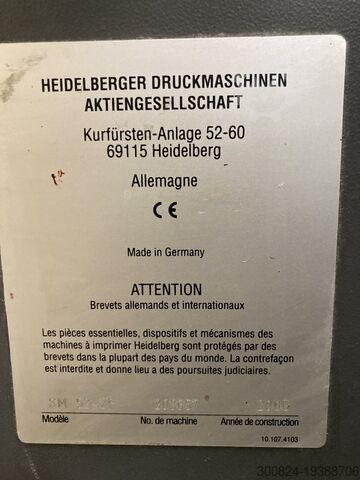 HEIDELBERGER DRUCKMASCHINEN
AKTIENGESELLSCHAFT
Kurfürsten-Anlage 52-60
69115 Heidelberg
Allemagne
CE
Made in Germany
ATTENTION
Brevets allemands et internationaux
Les pièces essentielles, dispositifs et mécanismes des
machines à imprimer Heidelberg sont protégés par des
brevets dans la plupart des pays du monde. La contrefaçon
est interdite et donne lieu a des poursuites judiciaires.
SM
Modèle No. de machine Année de construction
10.107.4103
300824-19388706